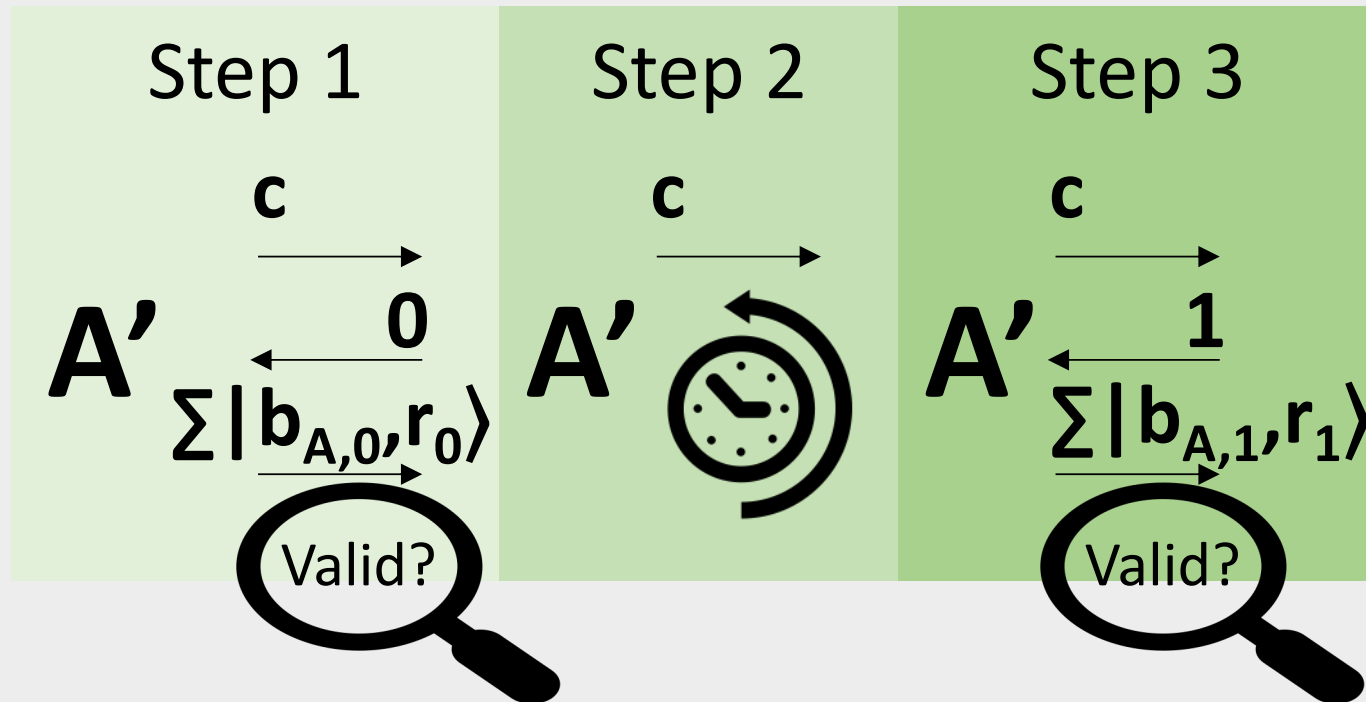 Step 1
c
0
A’
∑|b_{A,0},r_0⟩
Valid?
Step 2
c
A’
Step 3
c
1
A’
∑|b_{A,1},r_1⟩
Valid?